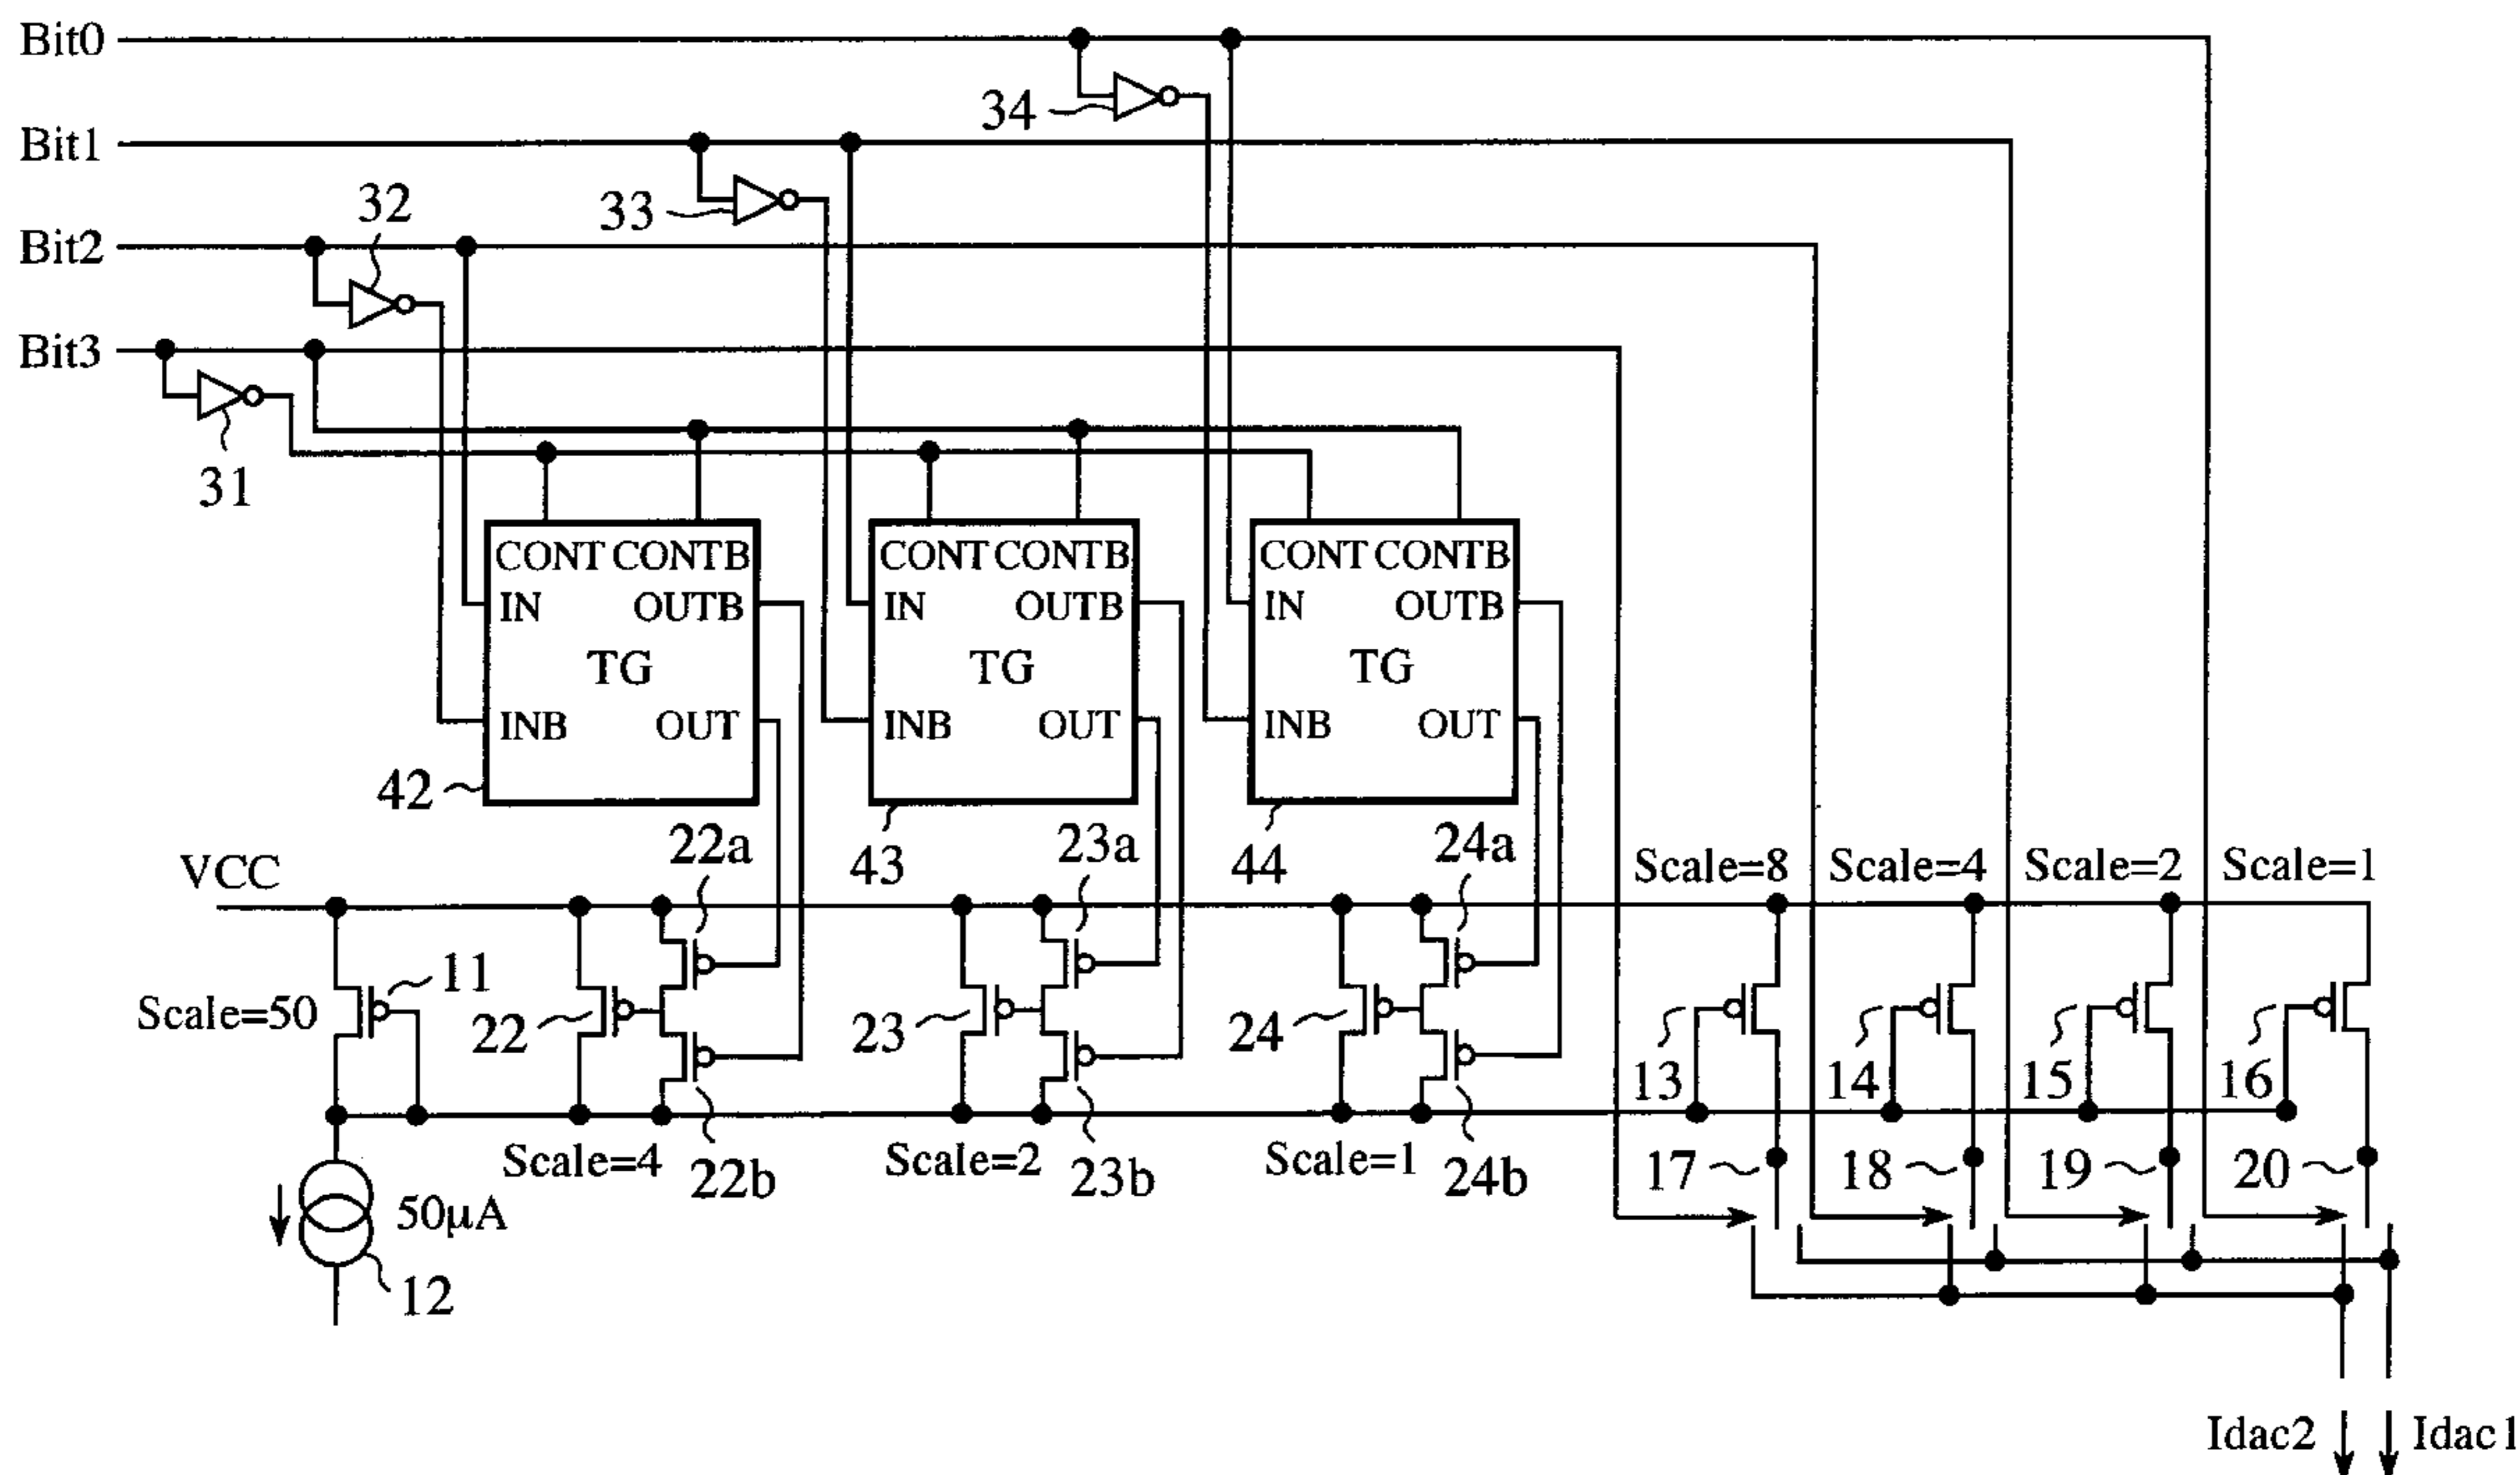 Bit0
34
Bit1
32
33
Bit2
Bit3
31
CONT CONTB
IN OUTB
TG
INB OUT
42
CONT CONTB
IN OUTB
TG
INB OUT
43
CONT CONTB
IN OUTB
TG
INB OUT
44
22a
23a
24a
VCC
Scale=8
Scale=4
Scale=2
Scale=1
11
Scale=50
22
23
24
13
14
15
16
Scale=4
22b
Scale=2
23b
Scale=1
24b
17
18
19
20
50μA
12
Idac2
Idac1